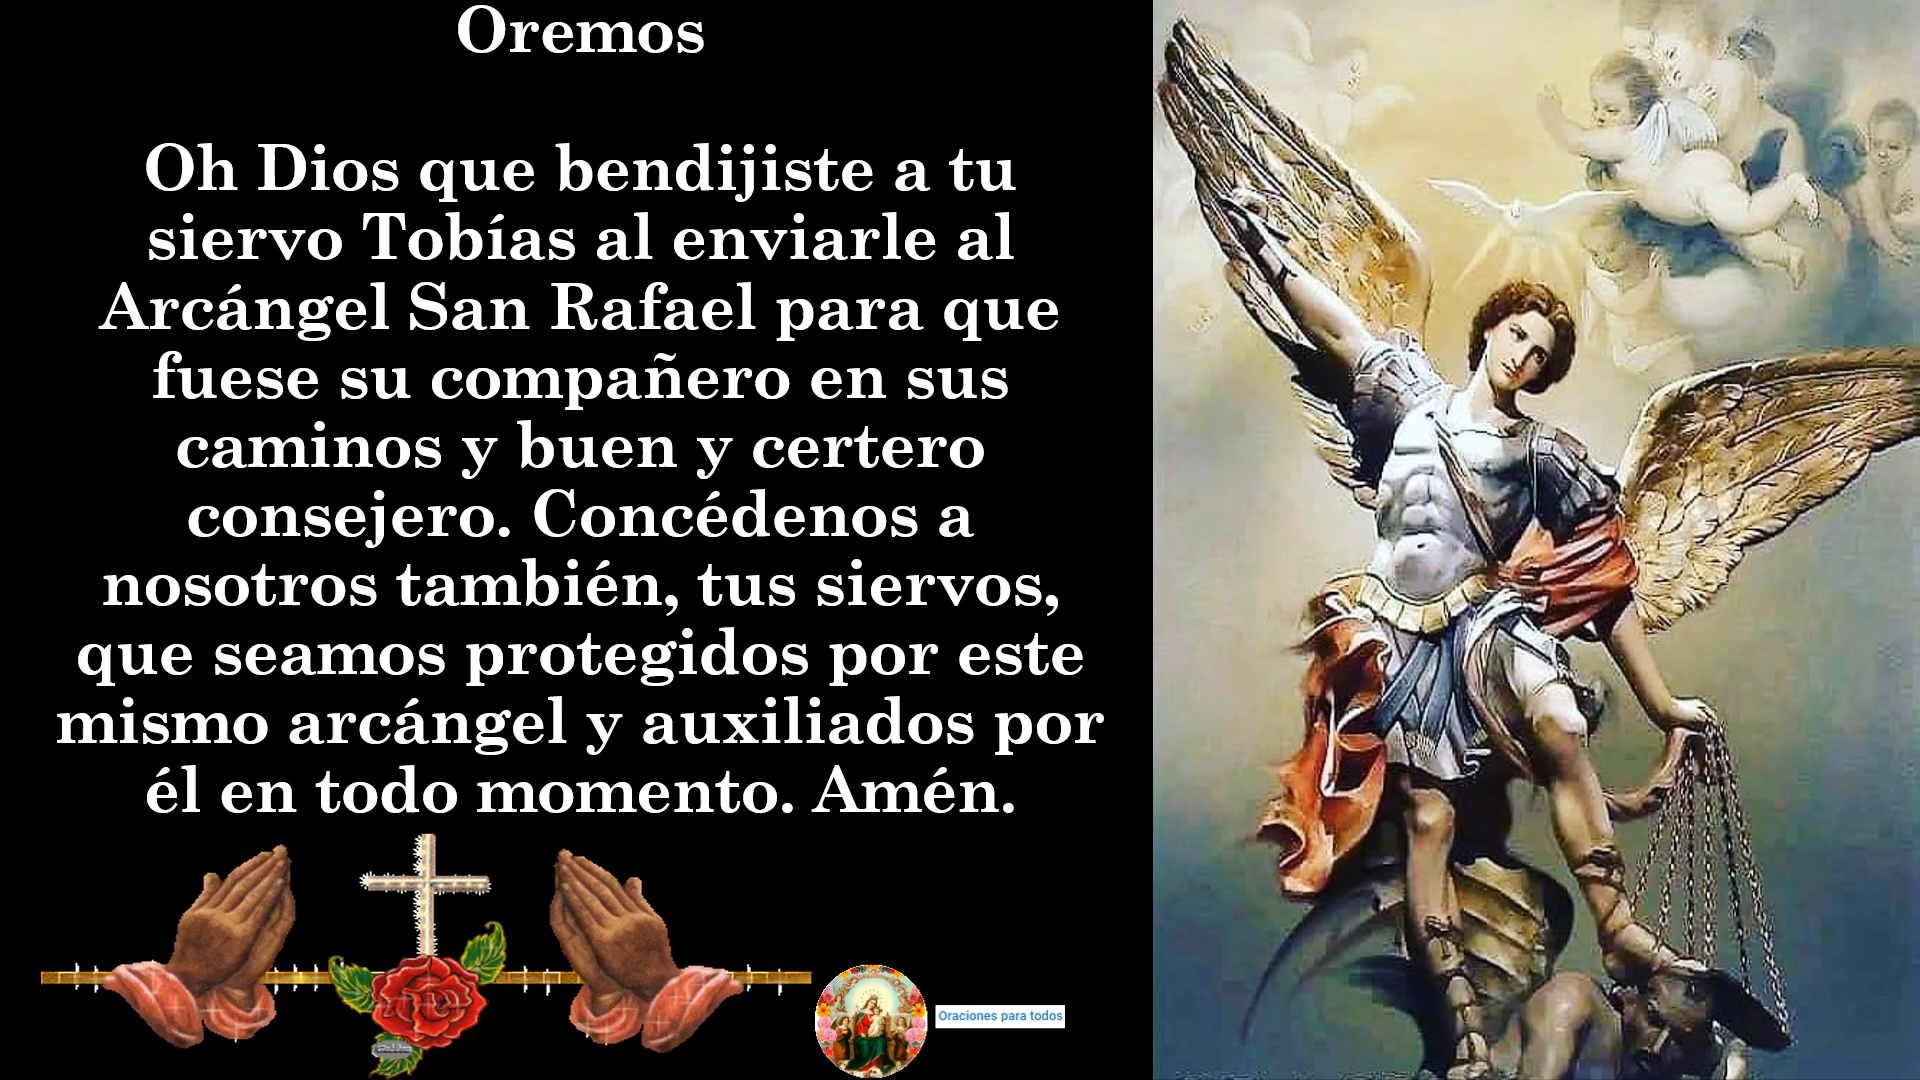 Oremos
Oh Dios que bendijiste a tu
siervo Tobías al enviarle al
Arcángel San Rafael para que
fuese su compañero en sus
caminos y buen y certero
consejero. Concédenos a
nosotros también, tus siervos,
que seamos protegidos por este
mismo arcángel y auxiliados por
él en todo momento. Amén.
Oraciones para todos